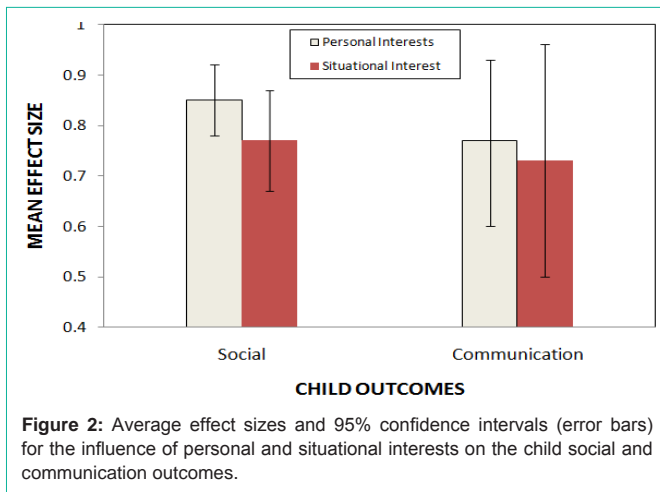 1
Personal Interests
Situational Interest
0.9
0.8
0.7
0.6
0.5
0.4
MEAN EFFECT SIZE
Social
Communication
CHILD OUTCOMES
Figure 2: Average effect sizes and 95% confidence intervals (error bars)
for the influence of personal and situational interests on the child social and
communication outcomes.